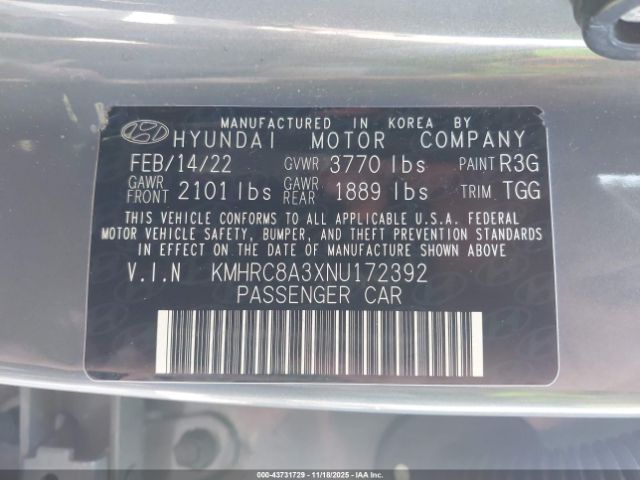 MANUFACTURED IN KOREA BY
HYUNDAI MOTOR COMPANY
FEB/14/22 GVWR 3770 lbs PAINT R3G
GAWR FRONT 2101 lbs GAWR REAR 1889 lbs TRIM TGG
THIS VEHICLE CONFORMS TO ALL APPLICABLE U.S.A. FEDERAL
MOTOR VEHICLE SAFETY, BUMPER, AND THEFT PREVENTION STANDARDS
IN EFFECT ON THE DATE OF MANUFACTURE SHOWN ABOVE
V.I.N KMHRC8A3XNU172392
PASSENGER CAR
000-43731729 - 11/18/2025 - IAAI.COM